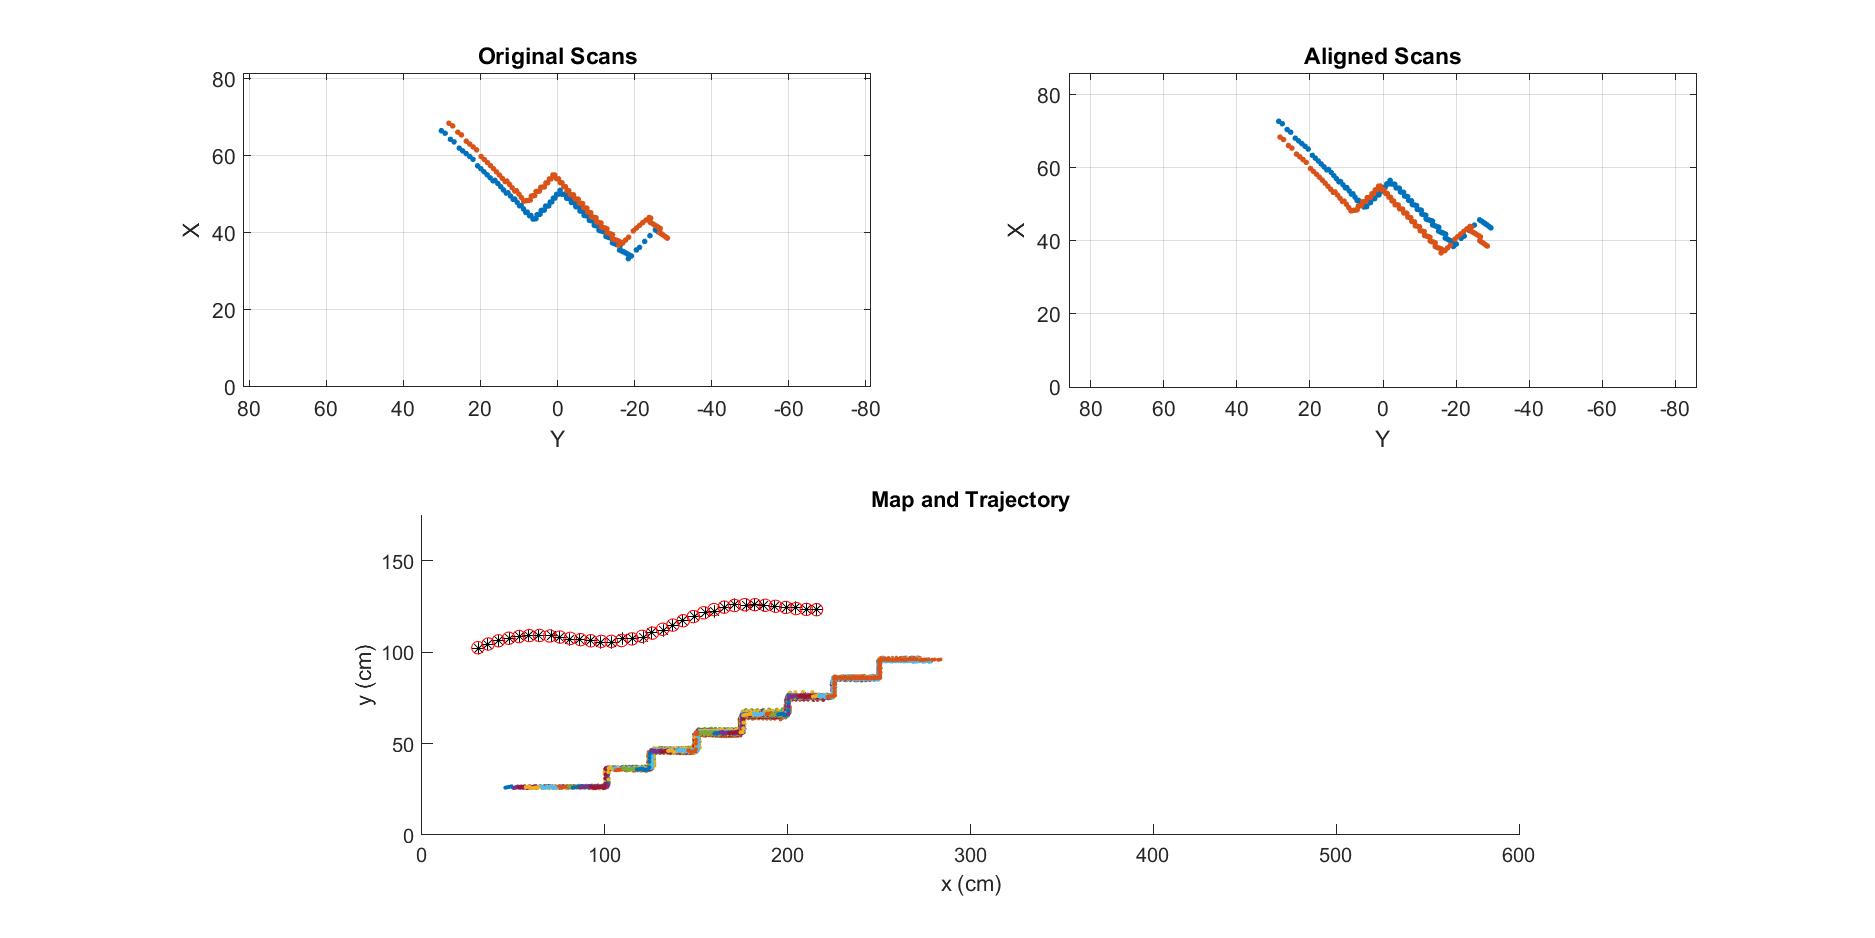 Original Scans
80
60
40
20
0
X
80 60 40 20 0 -20 -40 -60 -80
Y
Aligned Scans
80
60
40
20
0
X
80 60 40 20 0 -20 -40 -60 -80
Y
Map and Trajectory
150
100
50
0
y (cm)
0 100 200 300 400 500 600
x (cm)